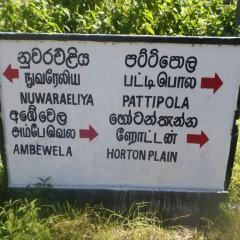 නුවරඑළිය
நுவரேலிய
NUWARAELIYA
අඹේවෙල
அம்பேவெல
AMBEWELA
පට්ටිපොල
பட்டிபொல
PATTIPOLA
හෝටන්තැන්න
ஹோட்டன்
HORTON PLAIN